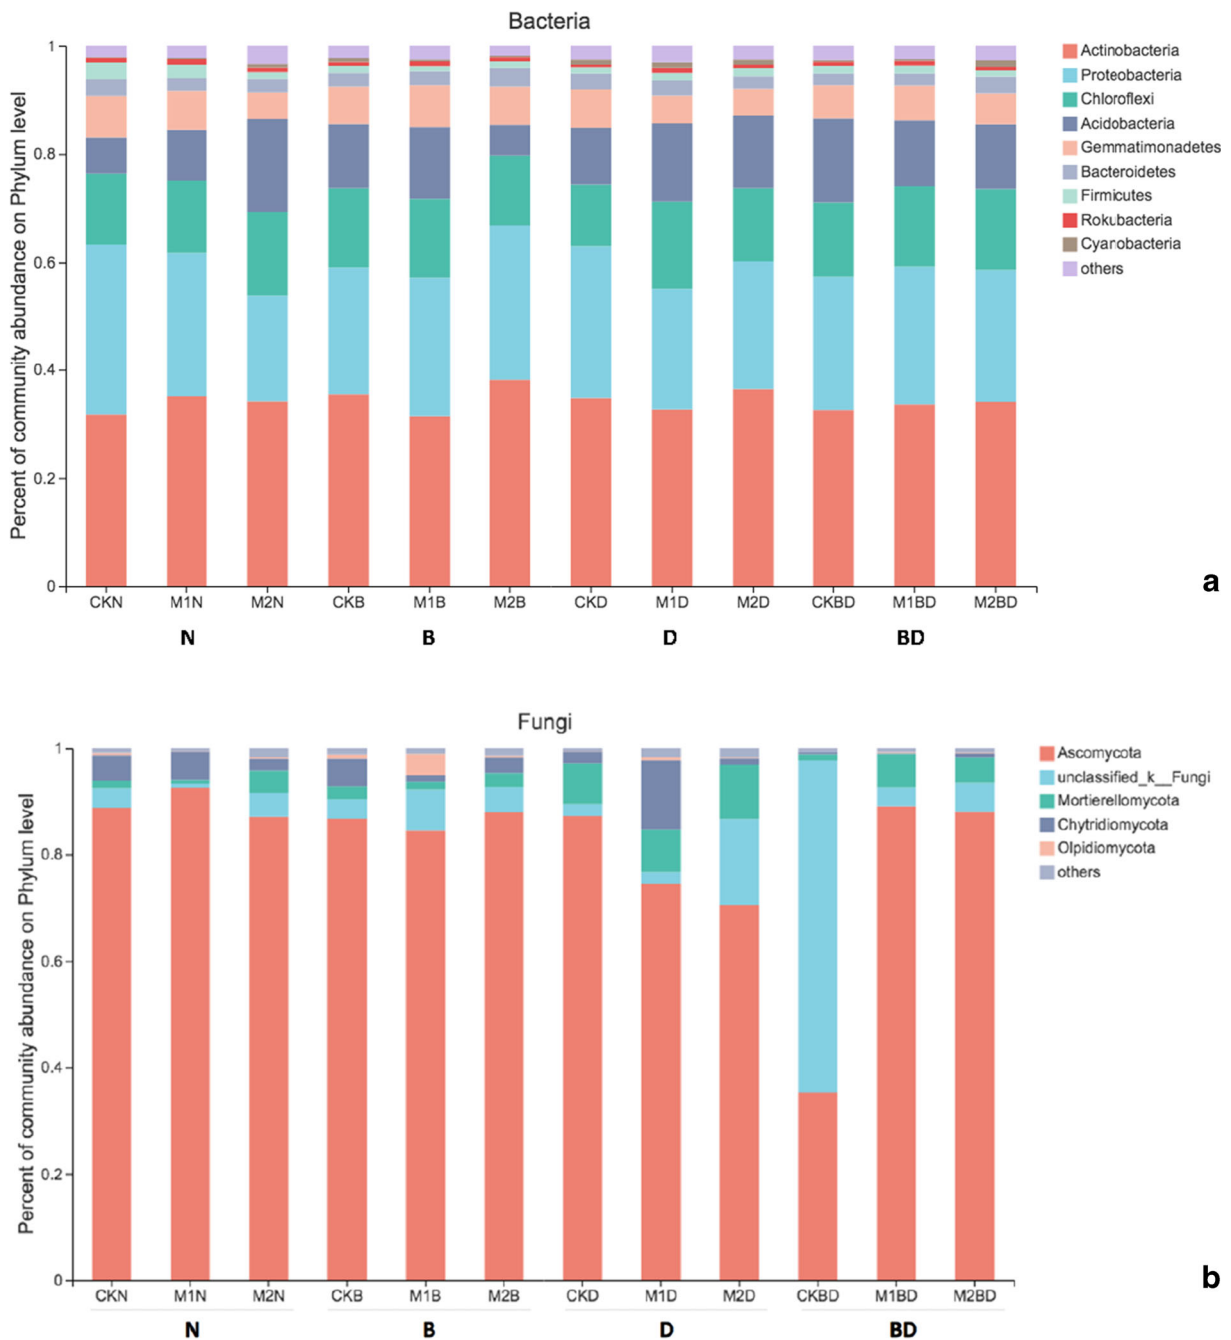 Bacteria
Percent of community abundance on Phylum level
1
0.8
0.6
0.4
0.2
0
Actinobacteria
Proteobacteria
Chloroflexi
Acidobacteria
Gemmatimonadetes
Bacteroidetes
Firmicutes
Rokubacteria
Cyanobacteria
others
CKN M1N M2N CKB M1B M2B CKD M1D M2D CKBD M1BD M2BD
N B D BD
a
Fungi
Percent of community abundance on Phylum level
1
0.8
0.6
0.4
0.2
0
Ascomycota
unclassified_k__Fungi
Mortierellomycota
Chytridiomycota
Olpidiomycota
others
CKN M1N M2N CKB M1B M2B CKD M1D M2D CKBD M1BD M2BD
N B D BD
b